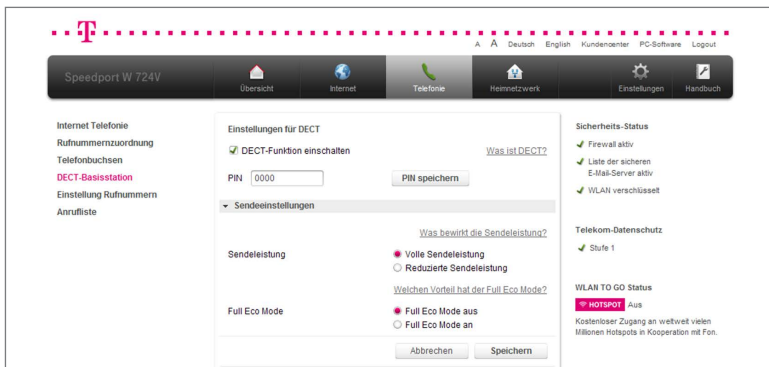 T
A A Deutsch English Kundencenter PC-Software Logout
Speedport W 724V
Übersicht
Internet
Telefonie
Heimnetzwerk
Einstellungen
Handbuch
Internet Telefonie
Rufnummernzuordnung
Telefonbuchsen
DECT-Basisstation
Einstellung Rufnummern
Anrufliste
Einstellungen für DECT
DECT-Funktion einschalten
Was ist DECT?
PIN 0000 PIN speichern
Sendeeinstellungen
Was bewirkt die Sendeleistung?
Sendeleistung
Volle Sendeleistung
Reduzierte Sendeleistung
Welchen Vorteil hat der Full Eco Mode?
Full Eco Mode
Full Eco Mode aus
Full Eco Mode an
Abbrechen Speichern
Sicherheits-Status
Firewall aktiv
Liste der sicheren
E-Mail-Server aktiv
WLAN verschlüsselt
Telekom-Datenschutz
Stufe 1
WLAN TO GO Status
HOTSPOT Aus
Kostenloser Zugang an weltweit vielen
Millionen Hotspots in Kooperation mit Fon.